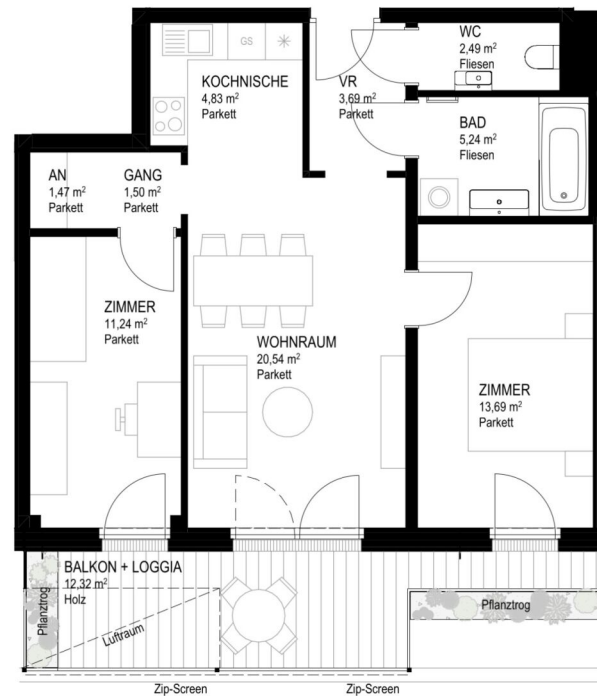 WC
2,49 m²
Fliesen
GS
KOCHNISCHE
4,83 m²
Parkett
VR
3,69 m²
Parkett
BAD
5,24 m²
Fliesen
AN
1,47 m²
Parkett
GANG
1,50 m²
Parkett
ZIMMER
11,24 m²
Parkett
WOHNRAUM
20,54 m²
Parkett
ZIMMER
13,69 m²
Parkett
BALKON + LOGGIA
12,32 m²
Holz
Pflanztrog
Luftraum
Pflanztrog
Zip-Screen
Zip-Screen